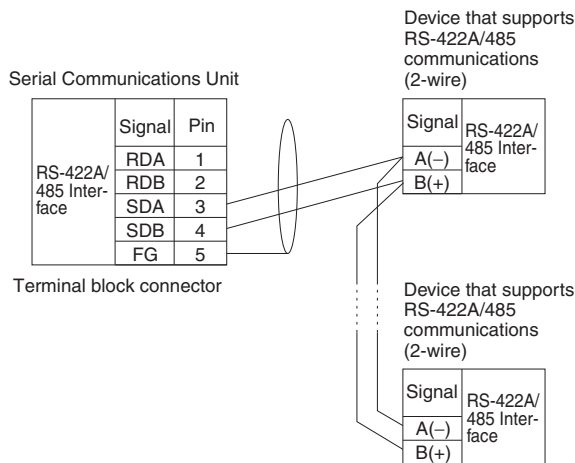 Device that supports
RS-422A/485
communications
(2-wire)
Serial Communications Unit
Signal Pin
RS-422A/
485 Inter-
face
RDA 1
RDB 2
SDA 3
SDB 4
FG 5
Terminal block connector
Signal
A(−)
B(+)
RS-422A/
485 Inter-
face
Device that supports
RS-422A/485
communications
(2-wire)
Signal
A(−)
B(+)
RS-422A/
485 Inter-
face